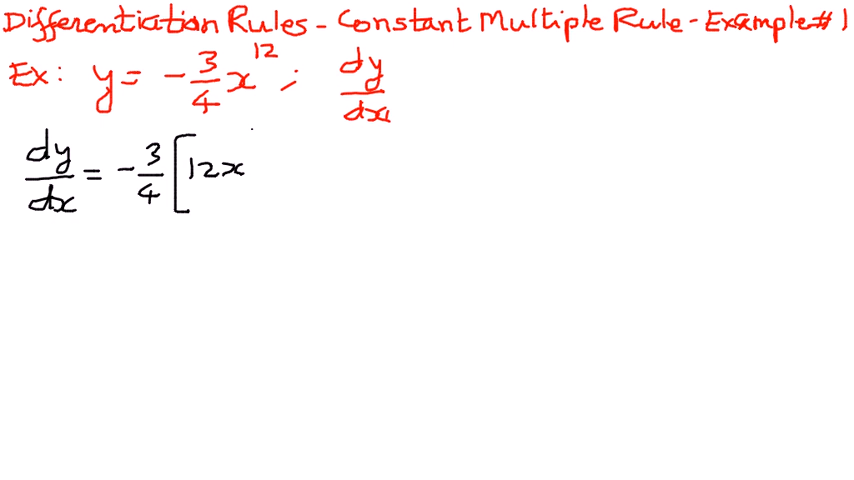 Differentiation Rules - Constant Multiple Rule - Example # 1
Ex: y = -3/4 x^12 ; dy/dx
dy/dx = -3/4 [12x